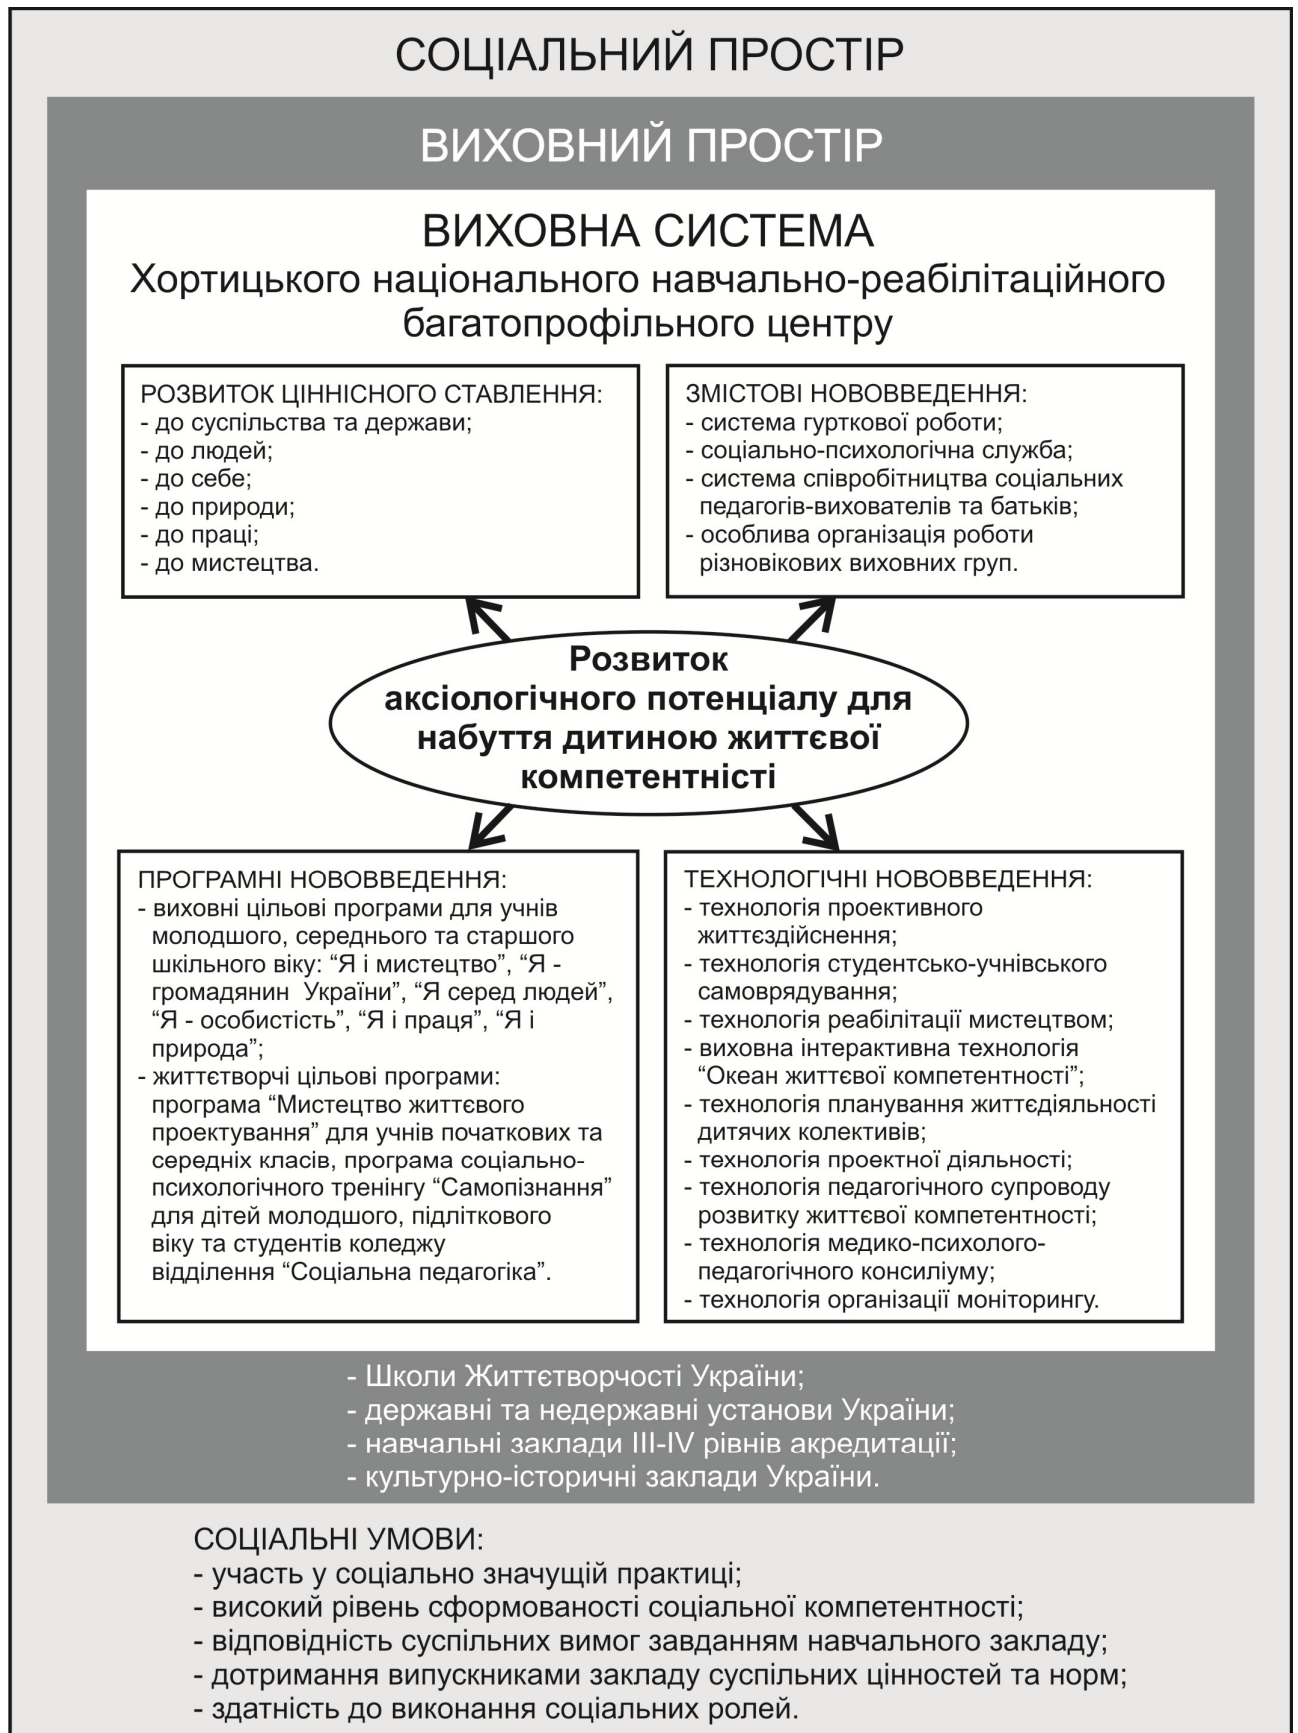 СОЦІАЛЬНИЙ ПРОСТІР
ВИХОВНИЙ ПРОСТІР
ВИХОВНА СИСТЕМА
Хортицького національного навчально-реабілітаційного
багатопрофільного центру
РОЗВИТОК ЦІННІСНОГО СТАВЛЕННЯ:
- до суспільства та держави;
- до людей;
- до себе;
- до природи;
- до праці;
- до мистецтва.
ЗМІСТОВІ НОВОВВЕДЕННЯ:
- система гурткової роботи;
- соціально-психологічна служба;
- система співробітництва соціальних
педагогів-вихователів та батьків;
- особлива організація роботи
різновікових виховних груп.
Розвиток
аксіологічного потенціалу для
набуття дитиною життєвої
компетентністі
ПРОГРАМНІ НОВОВВЕДЕННЯ:
- виховні цільові програми для учнів
молодшого, середнього та старшого
шкільного віку: “Я і мистецтво”, “Я -
громадянин України”, “Я серед людей”,
“Я - особистість”, “Я і праця”, “Я і
природа”;
- життєтворчі цільові програми:
програма “Мистецтво життєвого
проектування” для учнів початкових та
середніх класів, програма соціально-
психологічного тренінгу “Самопізнання”
для дітей молодшого, підліткового
віку та студентів коледжу
відділення “Соціальна педагогіка”.
ТЕХНОЛОГІЧНІ НОВОВВЕДЕННЯ:
- технологія проективного
життєздійснення;
- технологія студентсько-учнівського
самоврядування;
- технологія реабілітації мистецтвом;
- виховна інтерактивна технологія
“Океан життєвої компетентності”;
- технологія планування життєдіяльності
дитячих колективів;
- технологія проектної діяльності;
- технологія педагогічного супроводу
розвитку життєвої компетентності;
- технологія медико-психолого-
педагогічного консиліуму;
- технологія організації моніторингу.
- Школи Життєтворчості України;
- державні та недержавні установи України;
- навчальні заклади III-IV рівнів акредитації;
- культурно-історичні заклади України.
СОЦІАЛЬНІ УМОВИ:
- участь у соціально значущій практиці;
- високий рівень сформованості соціальної компетентності;
- відповідність суспільних вимог завданням навчального закладу;
- дотримання випускниками закладу суспільних цінностей та норм;
- здатність до виконання соціальних ролей.